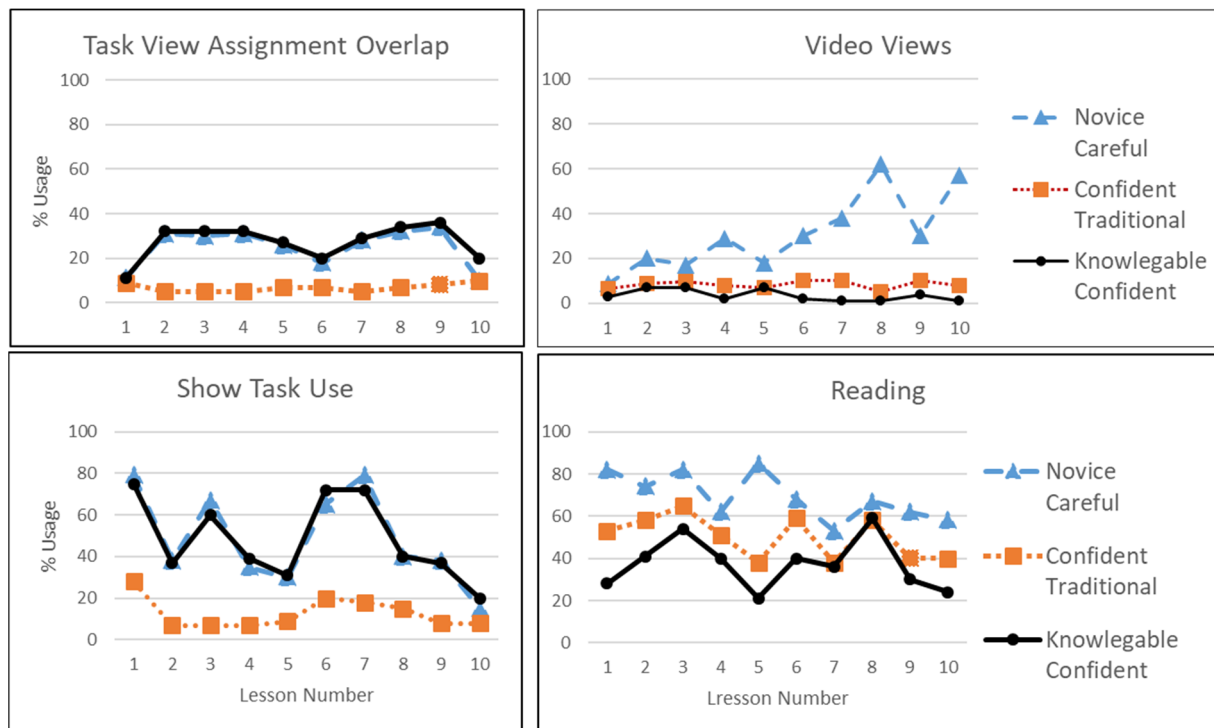 Task View Assignment Overlap
% Usage
100
80
60
40
20
0
1 2 3 4 5 6 7 8 9 10
Video Views
100
80
60
40
20
0
1 2 3 4 5 6 7 8 9 10
Novice
Careful
Confident
Traditional
Knowlegable
Confident
Show Task Use
% Usage
100
80
60
40
20
0
1 2 3 4 5 6 7 8 9 10
Lesson Number
Reading
100
80
60
40
20
0
1 2 3 4 5 6 7 8 9 10
Lresson Number
Novice
Careful
Confident
Traditional
Knowlegable
Confident